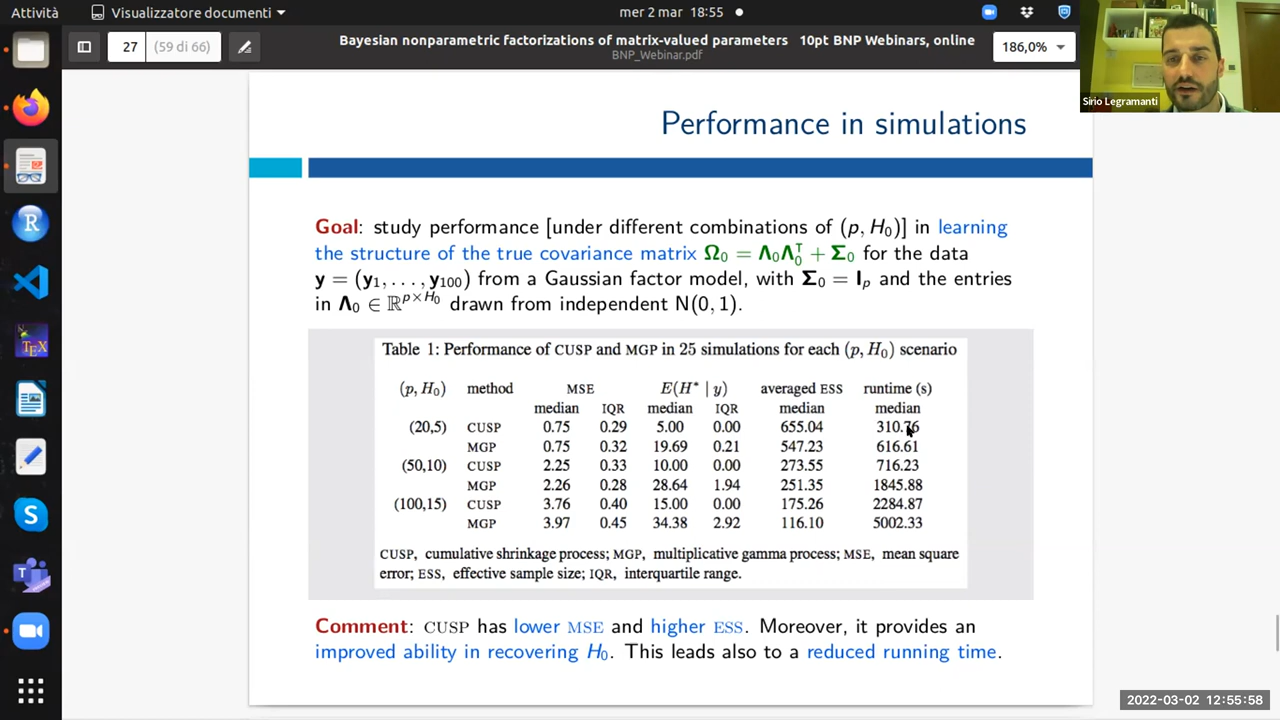 Attività
Visualizzatore documenti
mer 2 mar 18:55
27
(59 di 66)
Bayesian nonparametric factorizations of matrix-valued parameters 10pt BNP Webinars, online
BNP_Webinar.pdf
186,0%
Sirio Legramanti
Performance in simulations
Goal: study performance [under different combinations of (p, H₀)] in learning
the structure of the true covariance matrix Ω₀ = Λ₀Λ₀ᵀ + Σ₀ for the data
y = (y₁, . . . , y₁₀₀) from a Gaussian factor model, with Σ₀ = Iₚ and the entries
in Λ₀ ∈ ℝᵖˣᴴ⁰ drawn from independent N(0, 1).
Table 1: Performance of CUSP and MGP in 25 simulations for each (p, H₀) scenario
(p, H₀) method MSE E(H* | y) averaged ESS runtime (s)
median IQR median IQR median median
(20,5) CUSP 0.75 0.29 5.00 0.00 655.04 310.76
MGP 0.75 0.32 19.69 0.21 547.23 616.61
(50,10) CUSP 2.25 0.33 10.00 0.00 273.55 716.23
MGP 2.26 0.28 28.64 1.94 251.35 1845.88
(100,15) CUSP 3.76 0.40 15.00 0.00 175.26 2284.87
MGP 3.97 0.45 34.38 2.92 116.10 5002.33
CUSP, cumulative shrinkage process; MGP, multiplicative gamma process; MSE, mean square
error; ESS, effective sample size; IQR, interquartile range.
Comment: CUSP has lower MSE and higher ESS. Moreover, it provides an
improved ability in recovering H₀. This leads also to a reduced running time.
2022-03-02 12:55:58